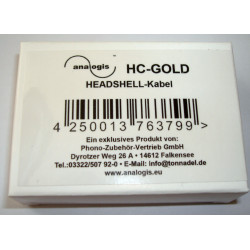 analogis
HC-GOLD
HEADSHELL-Kabel
4 250013 763799 >
Ein exklusives Produkt von:
Phono-Zubehör-Vertrieb GmbH
Dyrotzer Weg 26 A • 14612 Falkensee
Tel.:03322/507 92-0 • E-Mail: info@tonnadel.de
www.analogis.eu